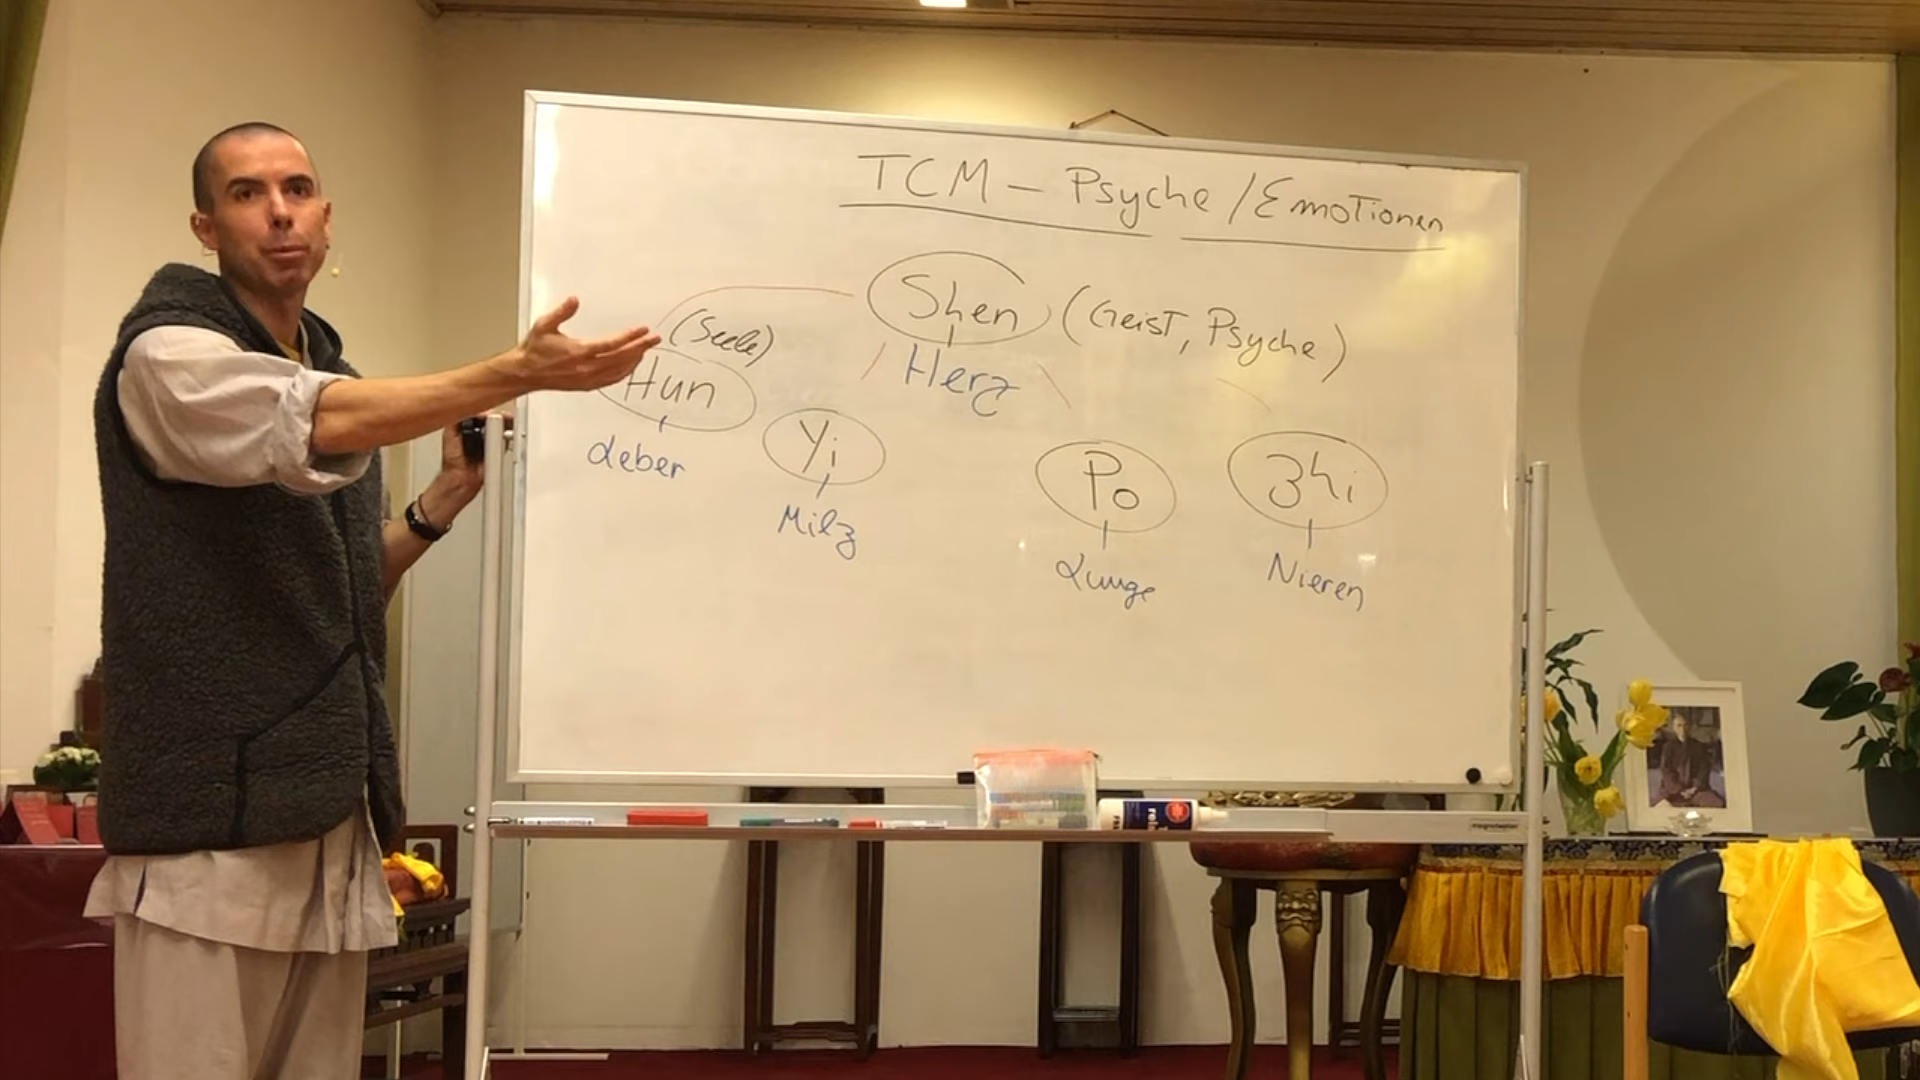 TCM – Psyche / Emotionen
Shen (Geist, Psyche)
Herz
(Seele)
Hun
Leber
Yi
Milz
Po
Lunge
Zhi
Nieren